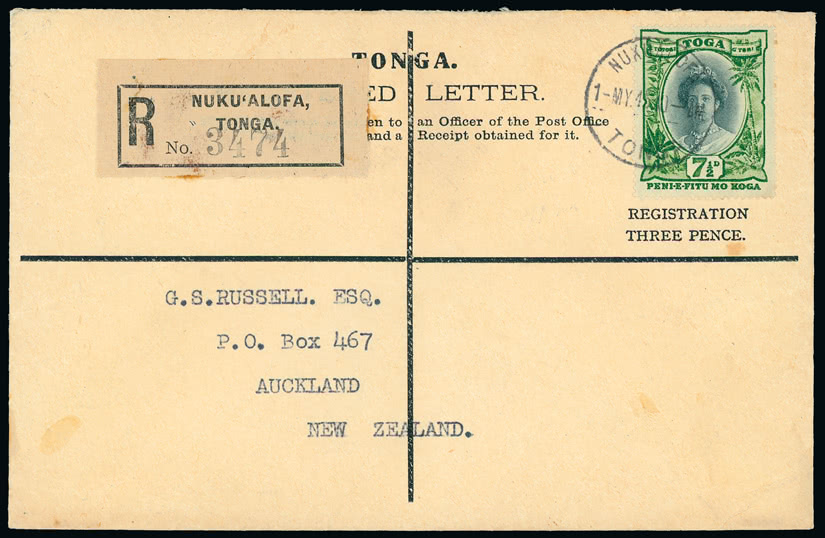 TONGA.
ED LETTER.
en to an Officer of the Post Office
and a Receipt obtained for it.
R
NUKU‘ALOFA,
TONGA.
No. 3474
TOGA
7½D
PENI-E-FITU MO KOGA
REGISTRATION
THREE PENCE.
G.S.RUSSELL. ESQ.
P.O. Box 467
AUCKLAND
NEW ZEALAND.